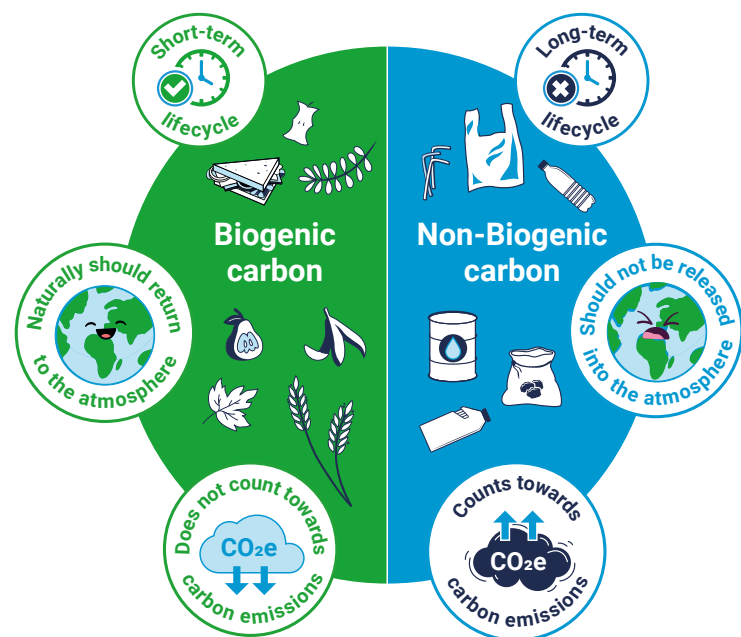 Short-term
lifecycle
Long-term
lifecycle
Biogenic
carbon
Non-Biogenic
carbon
Naturally should return
to the atmosphere
Should not be released
into the atmosphere
Does not count towards
CO₂e
carbon emissions
Counts towards
CO₂e
carbon emissions